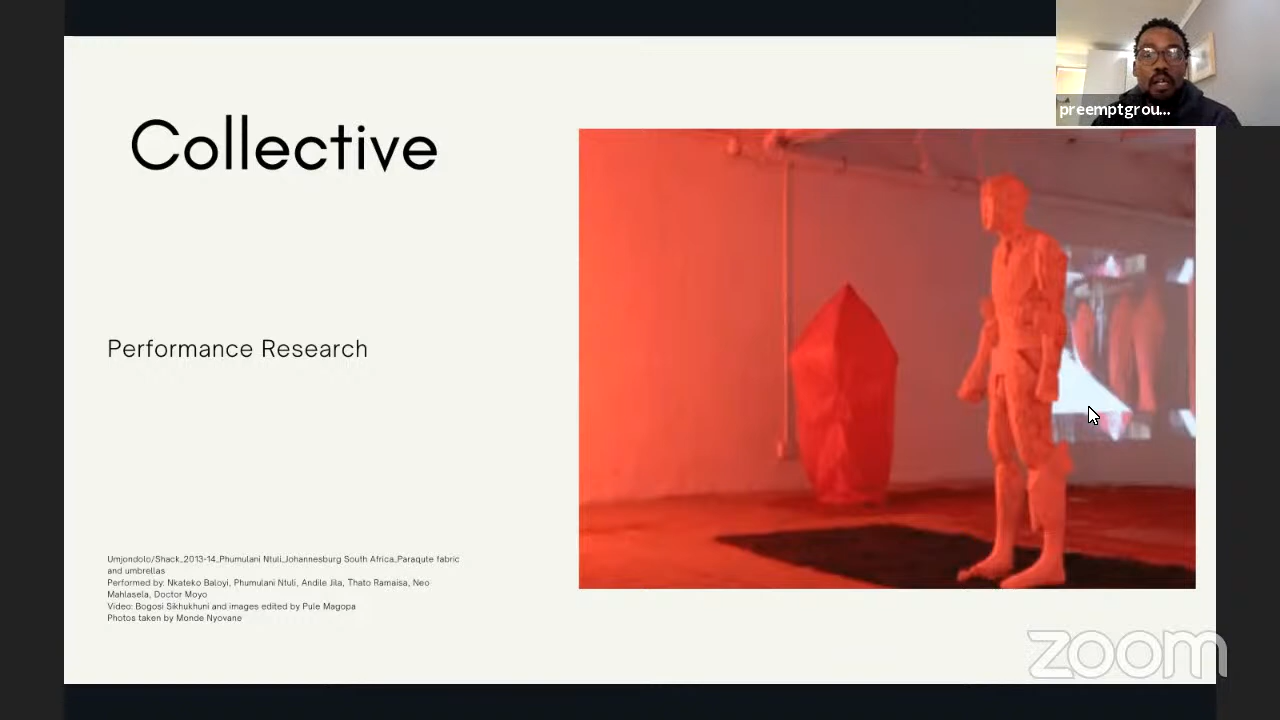 preemptgrou...
Collective
Performance Research
Umjondolo/Shack_2013-14_Phumulani Ntuli_Johannesburg South Africa_Paraqute fabric
and umbrellas
Performed by: Nkateko Baloyi, Phumulani Ntuli, Andile Jila, Thato Ramaisa, Neo
Mahlasela, Doctor Moyo
Video: Bogosi Sikhukhuni and images edited by Pule Magopa
Photos taken by Monde Nyovane
zoom